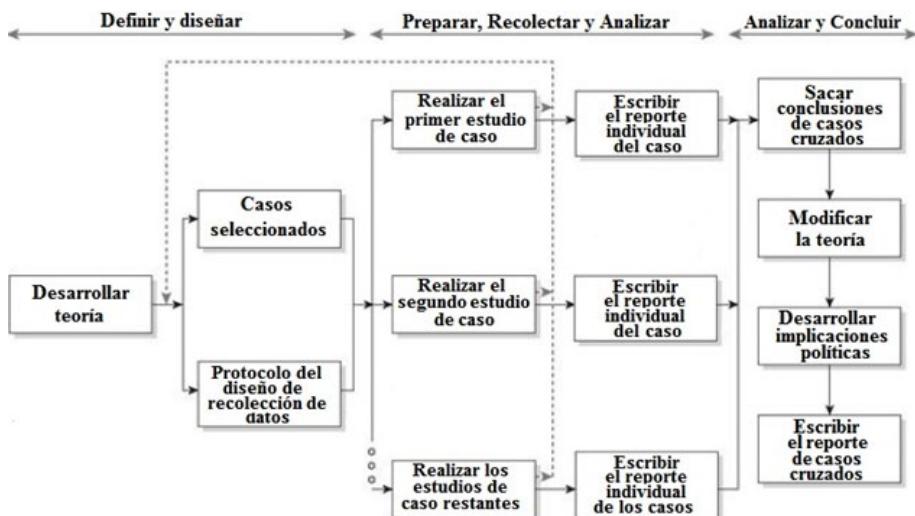 Definir y diseñar
Preparar, Recolectar y Analizar
Analizar y Concluir
Desarrollar
teoría
Casos
seleccionados
Protocolo del
diseño de
recolección de
datos
Realizar el
primer estudio
de caso
Escribir
el reporte
individual
del caso
Realizar el
segundo estudio
de caso
Escribir
el reporte
individual
del caso
Realizar los
estudios de
caso restantes
Escribir
el reporte
individual
de los casos
Sacar
conclusiones
de casos
cruzados
Modificar
la teoría
Desarrollar
implicaciones
políticas
Escribir
el reporte
de casos
cruzados